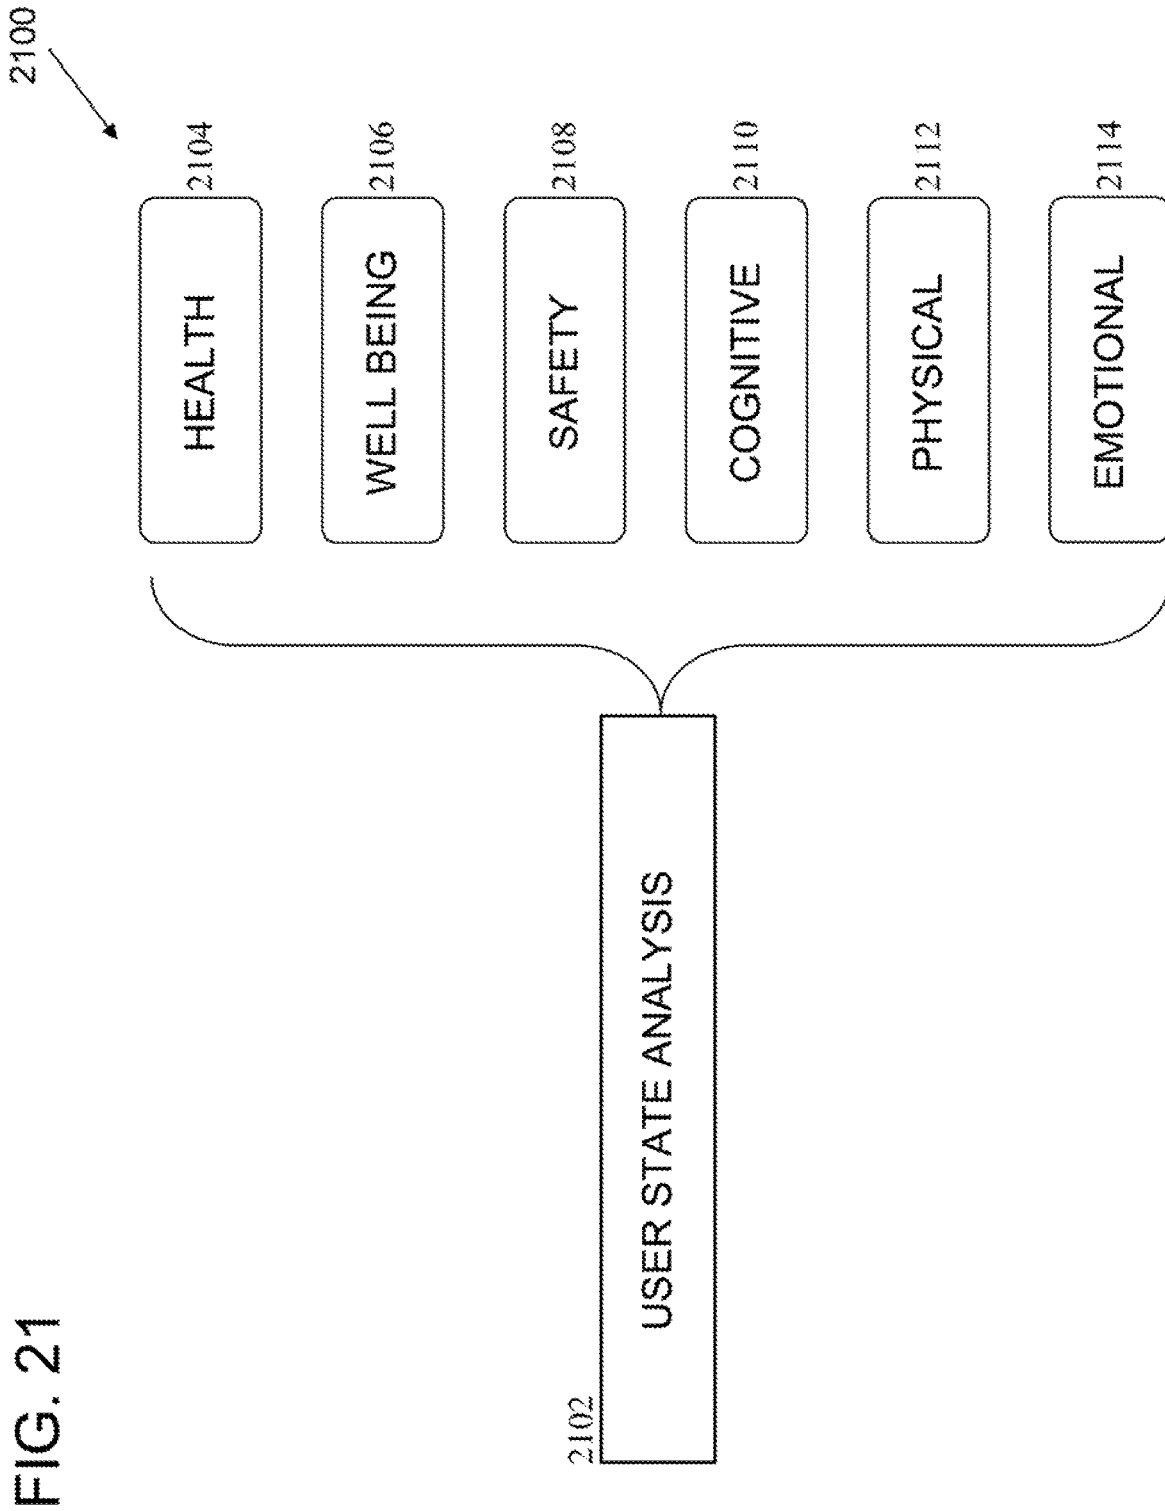 FIG. 21
2100
2102
USER STATE ANALYSIS
HEALTH
2104
WELL BEING
2106
SAFETY
2108
COGNITIVE
2110
PHYSICAL
2112
EMOTIONAL
2114